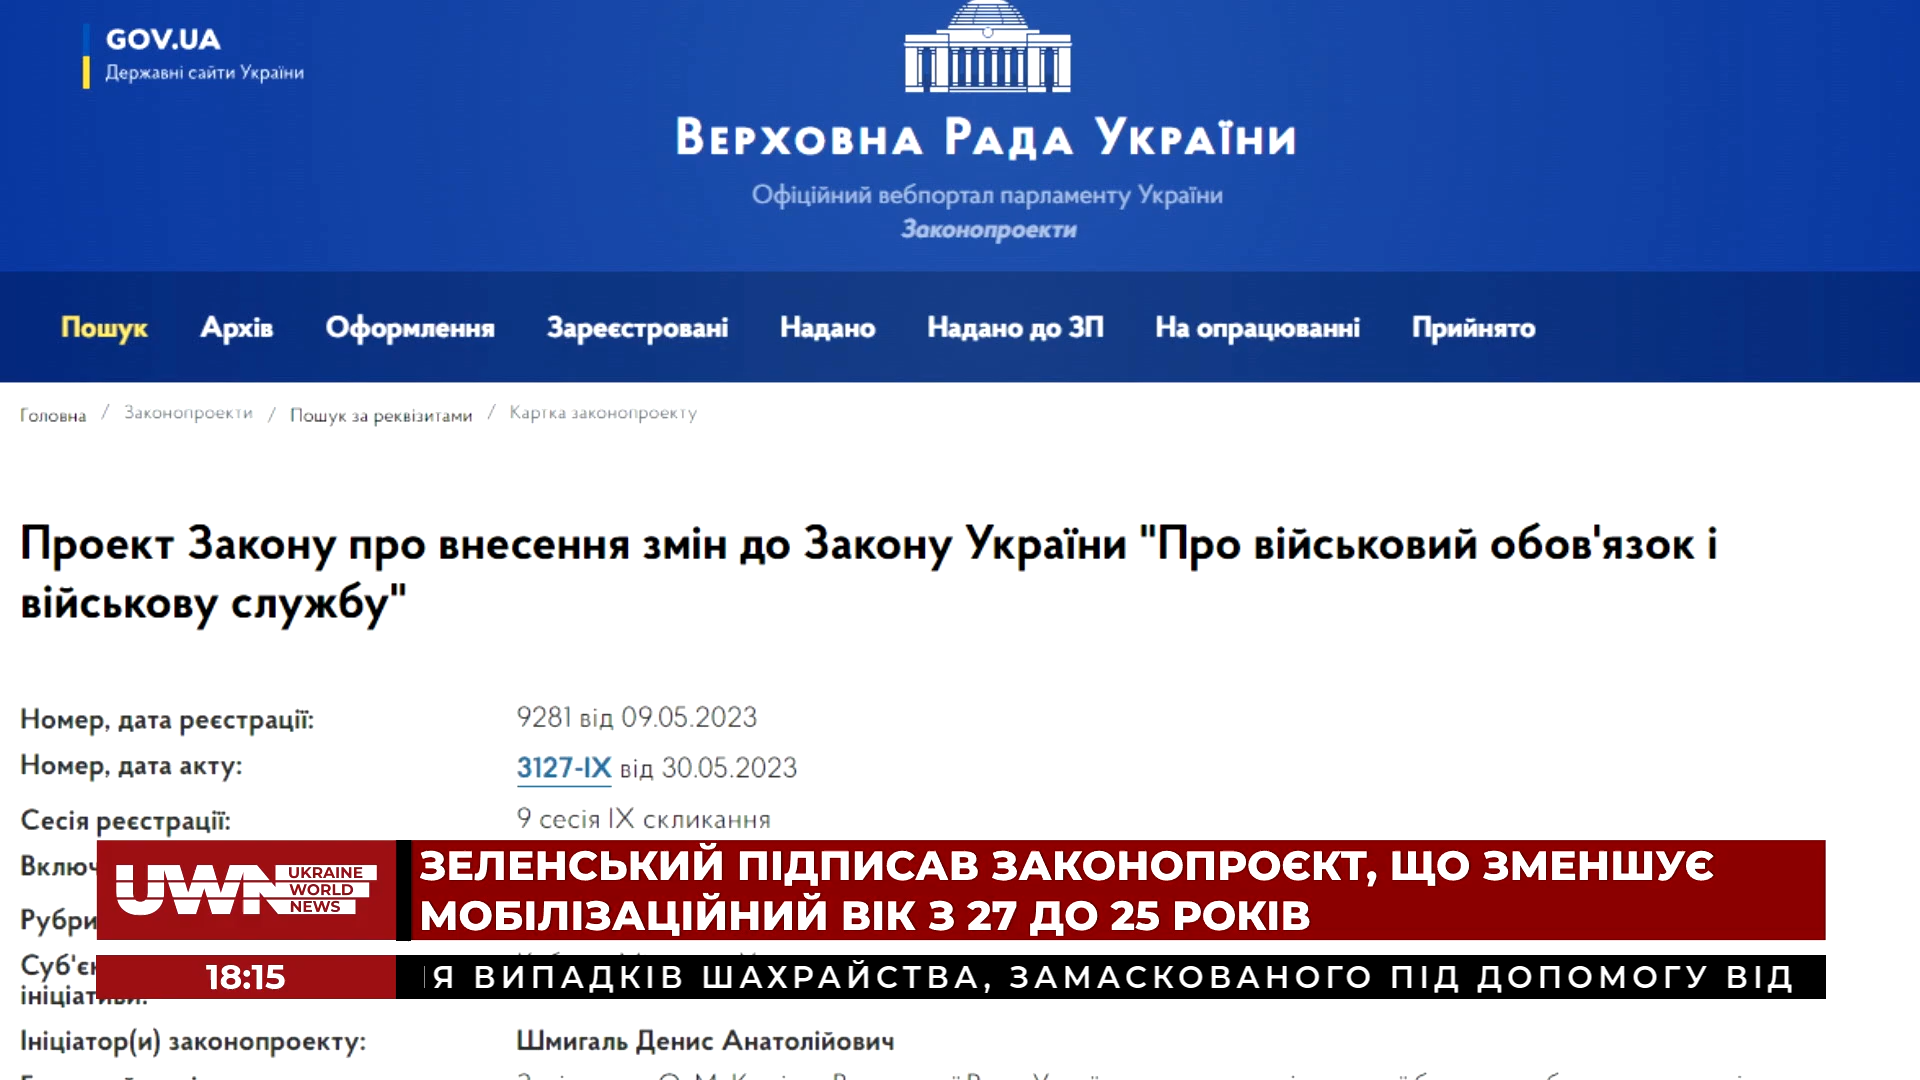 GOV.UA
Державні сайти України
Верховна Рада України
Офіційний вебпортал парламенту України
Законопроекти
Пошук Архів Оформлення Зареєстровані Надано Надано до ЗП На опрацюванні Прийнято
Головна / Законопроекти / Пошук за реквізитами / Картка законопроекту
Проект Закону про внесення змін до Закону України "Про військовий обов'язок і
військову службу"
Номер, дата реєстрації: 9281 від 09.05.2023
Номер, дата акту: 3127-IX від 30.05.2023
Сесія реєстрації: 9 сесія IX скликання
UWN UKRAINE
WORLD
NEWS
ЗЕЛЕНСЬКИЙ ПІДПИСАВ ЗАКОНОПРОЄКТ, ЩО ЗМЕНШУЄ
МОБІЛІЗАЦІЙНИЙ ВІК З 27 ДО 25 РОКІВ
18:15 Я ВИПАДКІВ ШАХРАЙСТВА, ЗАМАСКОВАНОГО ПІД ДОПОМОГУ ВІД
Ініціатор(и) законопроекту: Шмигаль Денис Анатолійович